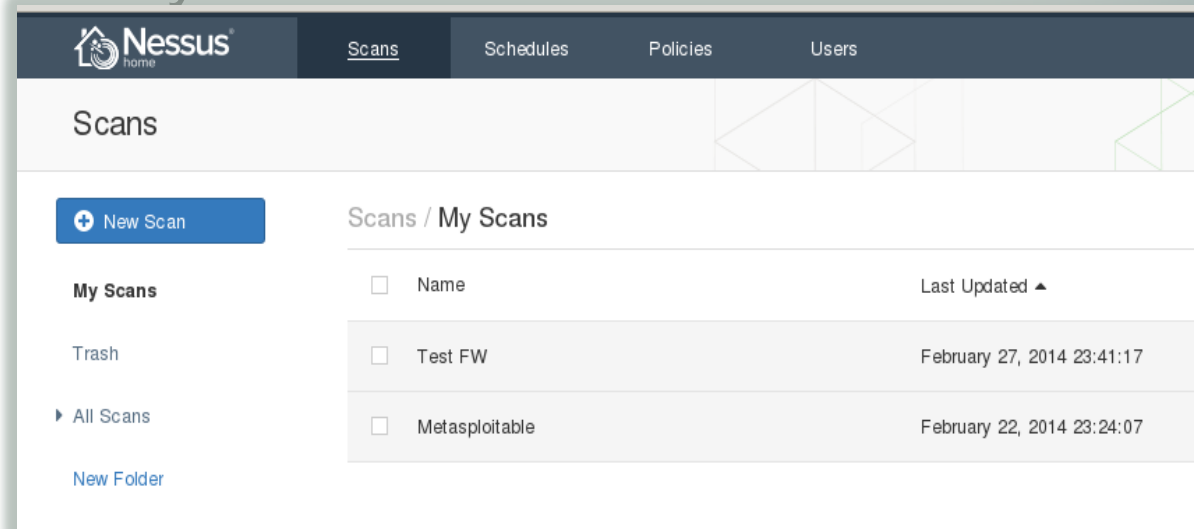 Nessus
home
Scans
Schedules
Policies
Users
Scans
New Scan
My Scans
Trash
All Scans
New Folder
Scans / My Scans
Name
Last Updated
Test FW
February 27, 2014 23:41:17
Metasploitable
February 22, 2014 23:24:07